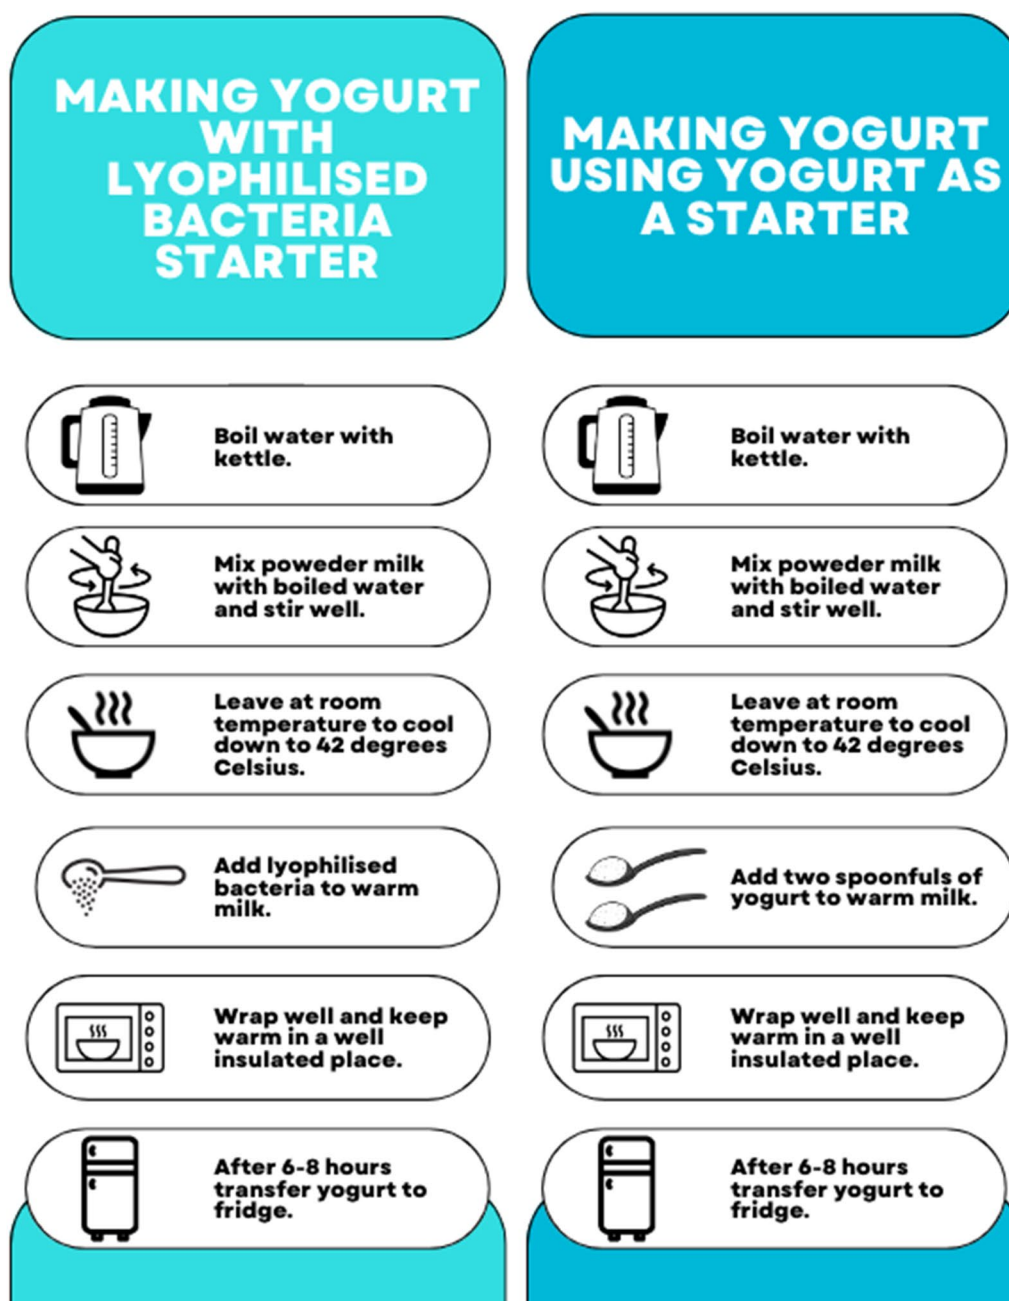 MAKING YOGURT
WITH
LYOPHILISED
BACTERIA
STARTER
Boil water with
kettle.
Mix poweder milk
with boiled water
and stir well.
Leave at room
temperature to cool
down to 42 degrees
Celsius.
Add lyophilised
bacteria to warm
milk.
Wrap well and keep
warm in a well
insulated place.
After 6-8 hours
transfer yogurt to
fridge.
MAKING YOGURT
USING YOGURT AS
A STARTER
Boil water with
kettle.
Mix poweder milk
with boiled water
and stir well.
Leave at room
temperature to cool
down to 42 degrees
Celsius.
Add two spoonfuls of
yogurt to warm milk.
Wrap well and keep
warm in a well
insulated place.
After 6-8 hours
transfer yogurt to
fridge.